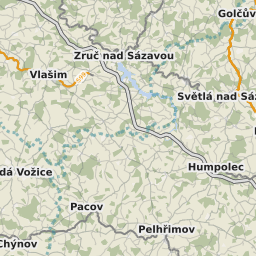 Golčův
Zruč nad Sázavou
Vlašim
Světlá nad Sáz
Humpolec
dá Vožice
Pacov
Pelhřimov
Chýnov